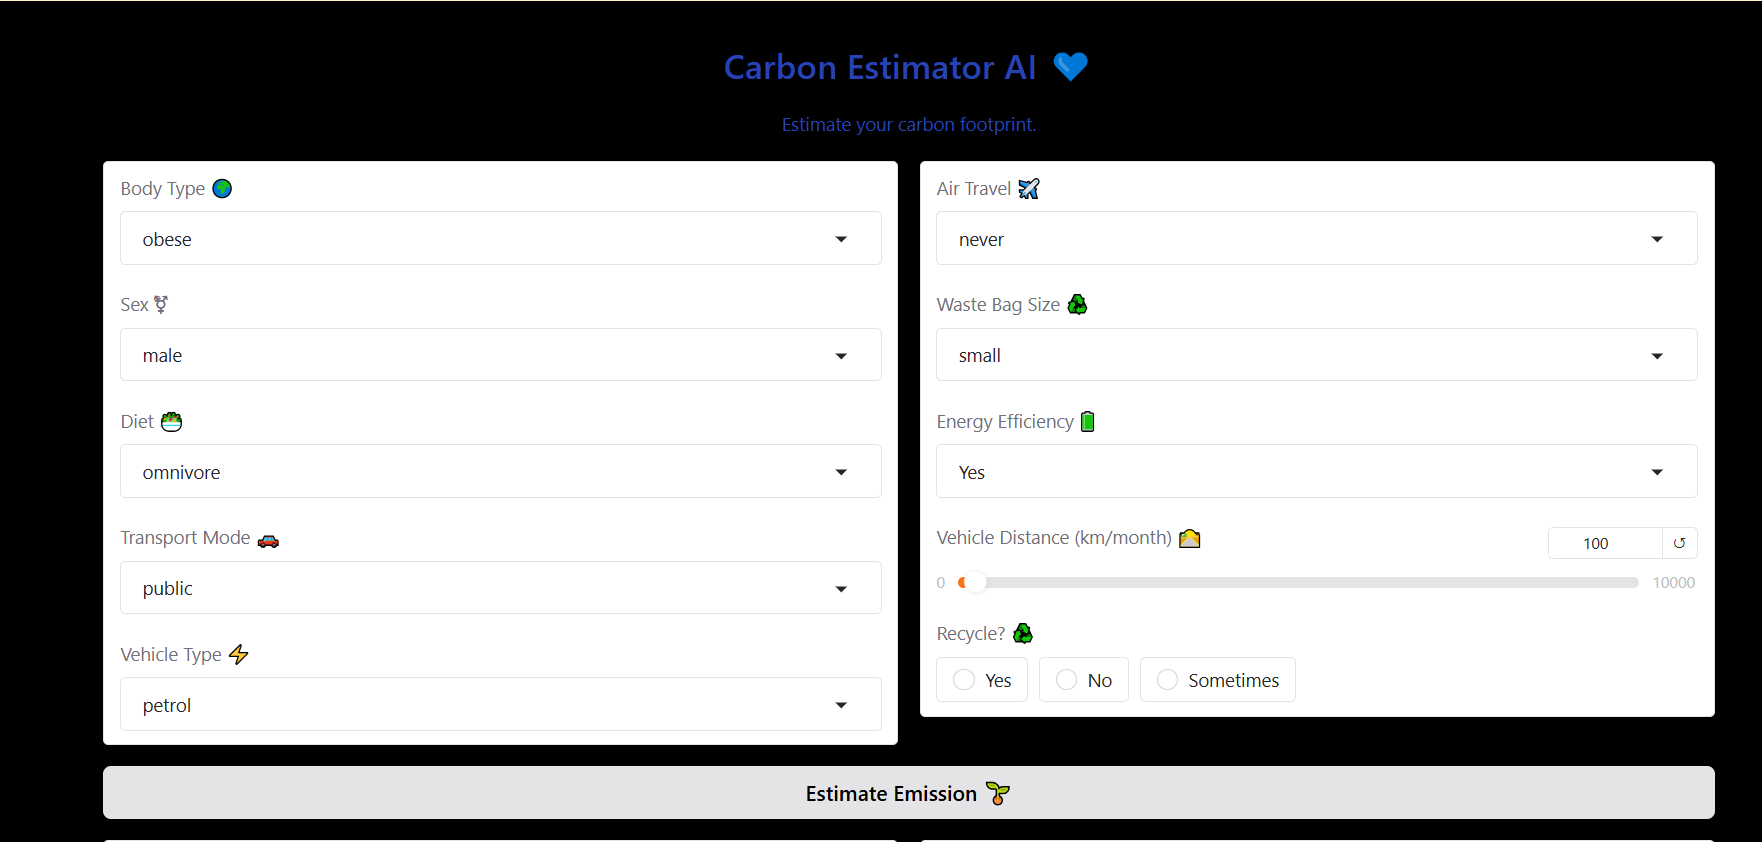 Carbon Estimator AI 💙
Estimate your carbon footprint.
Body Type 🌍
obese
Sex ⚧
male
Diet 🥗
omnivore
Transport Mode 🚗
public
Vehicle Type ⚡
petrol
Air Travel ✈️
never
Waste Bag Size ♻️
small
Energy Efficiency 🔋
Yes
Vehicle Distance (km/month) 🛣️
100 ↺
0 10000
Recycle? ♻️
Yes No Sometimes
Estimate Emission 🌱